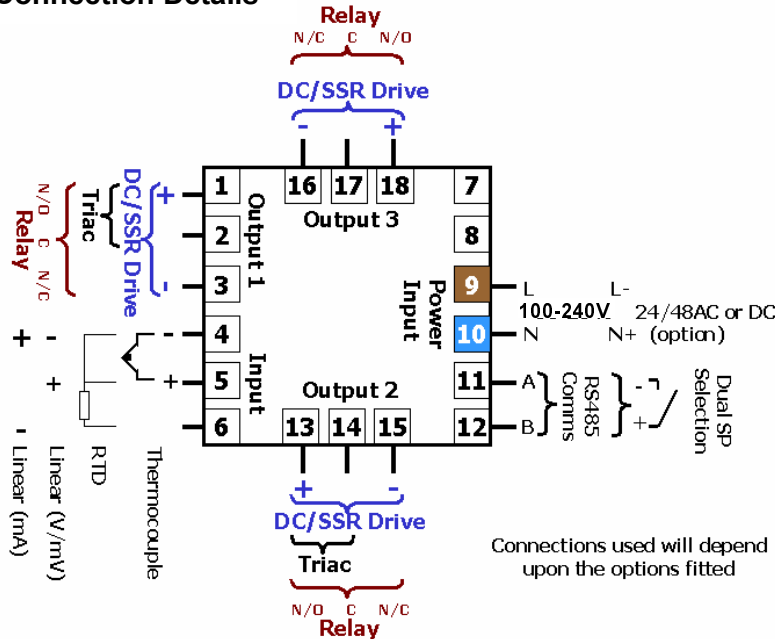 Connection Details
Relay
N/C C N/O
DC/SSR Drive
- +
16 17 18
Output 3
Relay
N/O C N/C
Triac
DC/SSR Drive
+ -
1
2
3
4
5
6
Output 1
Input
- +
Thermocouple
RTD
- + Linear (V/mV)
+ - Linear (mA)
7
8
9
10
11
12
Power
Input
L L-
100-240V 24/48AC or DC
N N+ (option)
A
B
RS485
Comms
-
+
Dual SP
Selection
Output 2
13 14 15
+ -
DC/SSR Drive
Triac
N/O C N/C
Relay
Connections used will depend
upon the options fitted